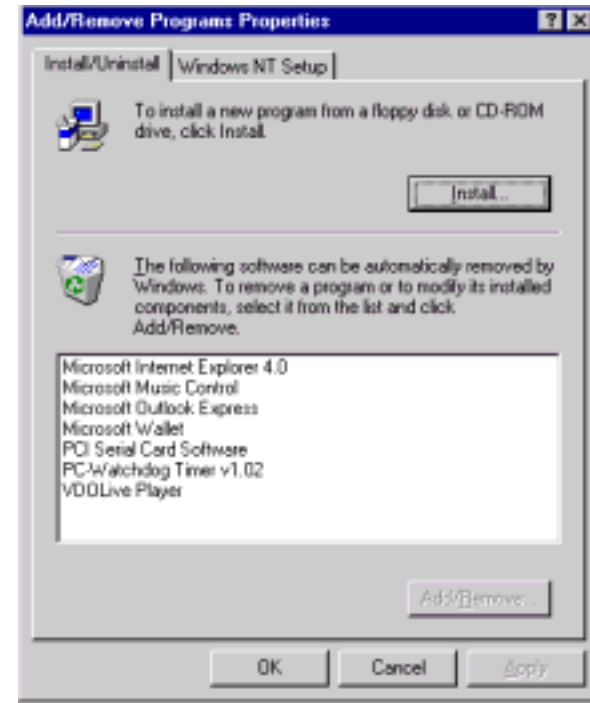 Add/Remove Programs Properties
Install/Uninstall Windows NT Setup
To install a new program from a floppy disk or CD-ROM
drive, click Install.
Install...
The following software can be automatically removed by
Windows. To remove a program or to modify its installed
components, select it from the list and click
Add/Remove.
Microsoft Internet Explorer 4.0
Microsoft Music Control
Microsoft Outlook Express
Microsoft Wallet
PCI Serial Card Software
PC-Watchdog Timer v1.02
VDOLive Player
Add/Remove...
OK Cancel Apply